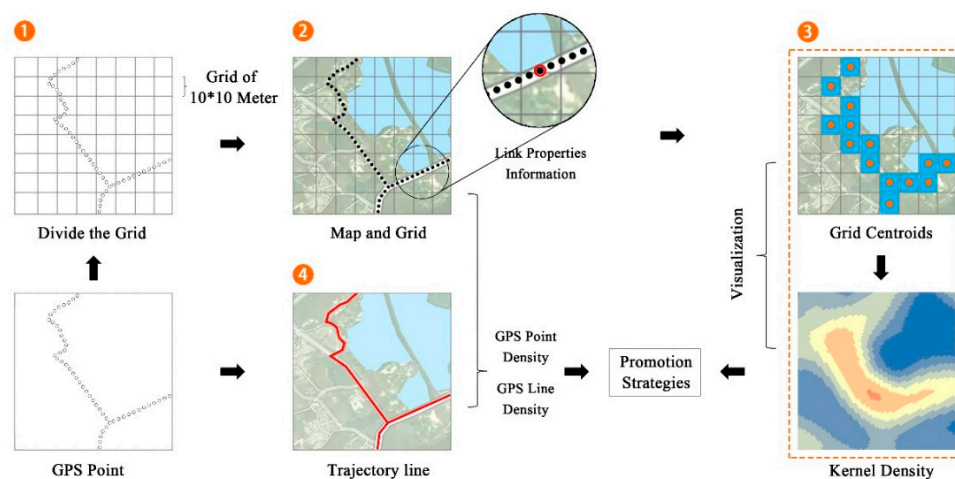 1
2
3
Grid of
10*10 Meter
Link Properties
Information
Divide the Grid
Map and Grid
Grid Centroids
Visualization
4
GPS Point
Density
GPS Line
Density
Promotion
Strategies
GPS Point
Trajectory line
Kernel Density